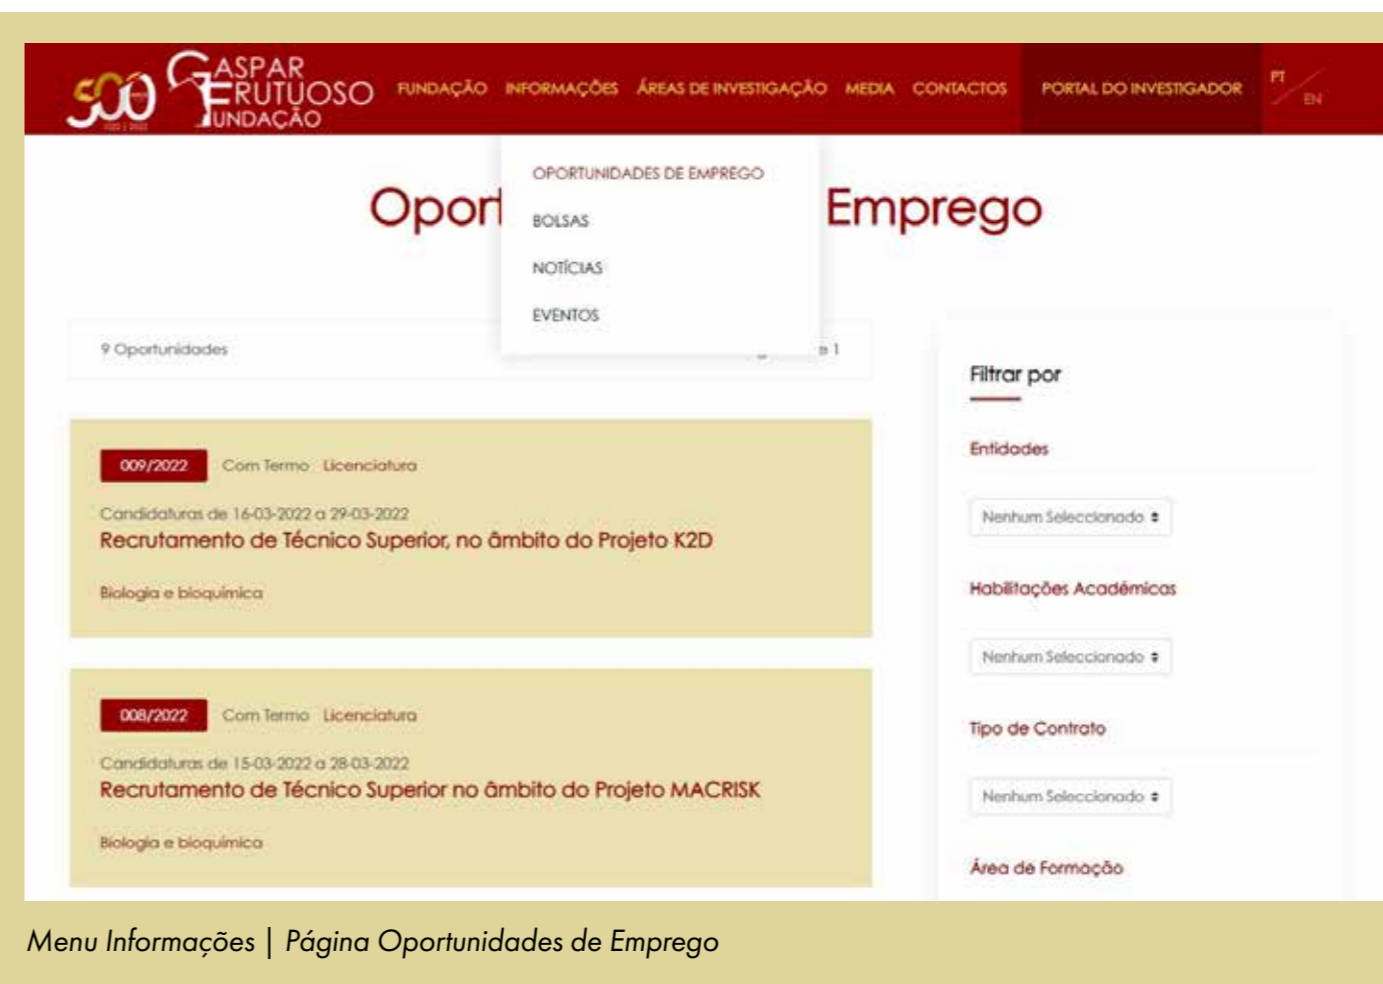 GASPAR
FRUTUOSO
FUNDAÇÃO
FUNDAÇÃO INFORMAÇÕES ÁREAS DE INVESTIGAÇÃO MEDIA CONTACTOS PORTAL DO INVESTIGADOR PT EN
OPORTUNIDADES DE EMPREGO
BOLSAS
NOTÍCIAS
EVENTOS
Opor Emprego
9 Oportunidades
1
009/2022 Com Termo Licenciatura
Candidaturas de 16-03-2022 a 29-03-2022
Recrutamento de Técnico Superior, no âmbito do Projeto K2D
Biologia e bioquímica
008/2022 Com Termo Licenciatura
Candidaturas de 15-03-2022 a 28-03-2022
Recrutamento de Técnico Superior no âmbito do Projeto MACRISK
Biologia e bioquímica
Filtrar por
Entidades
Nenhum Seleccionado
Habilitações Académicas
Nenhum Seleccionado
Tipo de Contrato
Nenhum Seleccionado
Área de Formação
Menu Informações | Página Oportunidades de Emprego